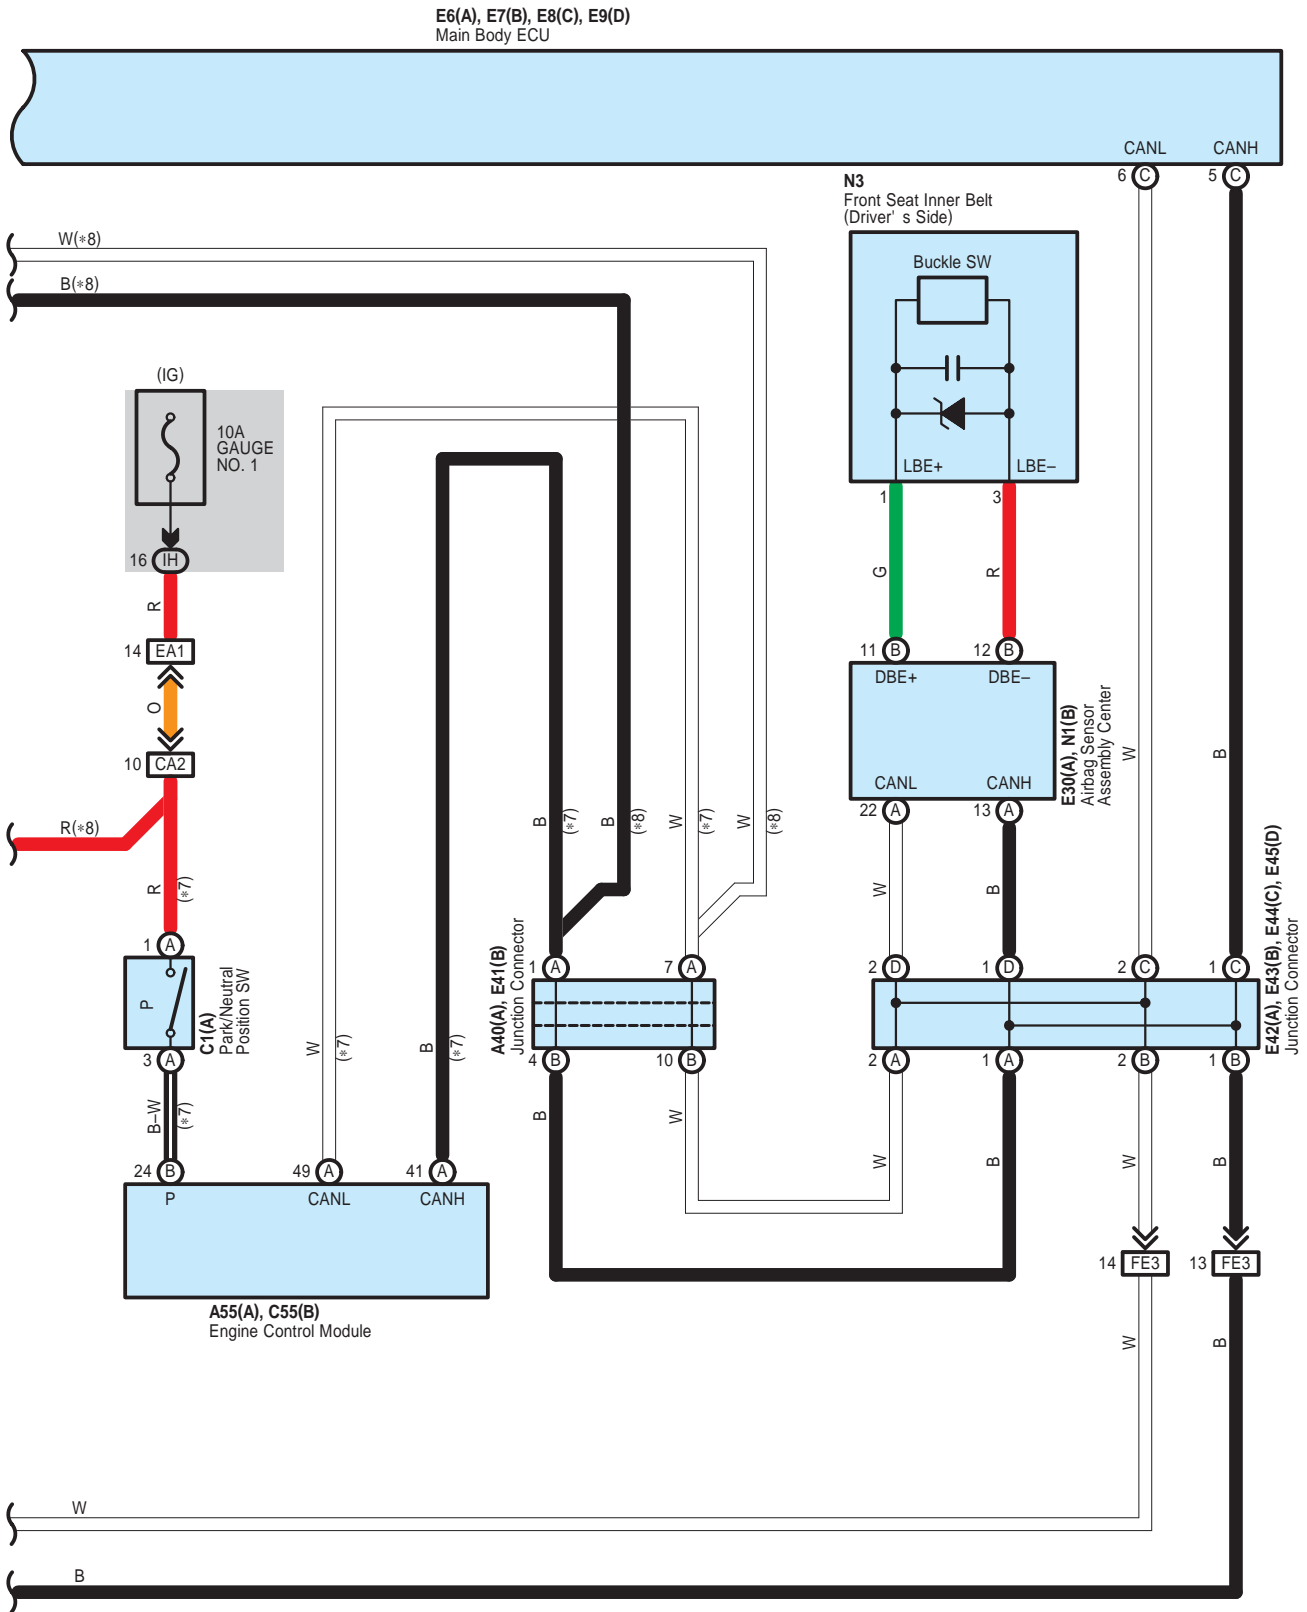 E6(A), E7(B), E8(C), E9(D)
Main Body ECU
CANL
CANH
6 C
5 C
N3
Front Seat Inner Belt
(Driver' s Side)
Buckle SW
LBE+
LBE–
1
3
W(*8)
B(*8)
(IG)
10A
GAUGE
NO. 1
16 IH
R
14 EA1
O
10 CA2
R(*8)
R
(*7)
1 A
P
C1(A)
Park/Neutral
Position SW
3 A
B–W
(*7)
24 B
P
49 A
CANL
41 A
CANH
A55(A), C55(B)
Engine Control Module
W
(*7)
B
(*7)
B
(*7)
B
(*8)
W
(*7)
W
(*8)
1 A
7 A
A40(A), E41(B)
Junction Connector
4 B
10 B
B
W
G
R
11 B
12 B
DBE+
DBE–
CANL
CANH
E30(A), N1(B)
Airbag Sensor
Assembly Center
22 A
13 A
W
B
W
B
2 D
1 D
2 C
1 C
E42(A), E43(B), E44(C), E45(D)
Junction Connector
2 A
1 A
2 B
1 B
W
B
W
B
14 FE3
13 FE3
W
B
W
B